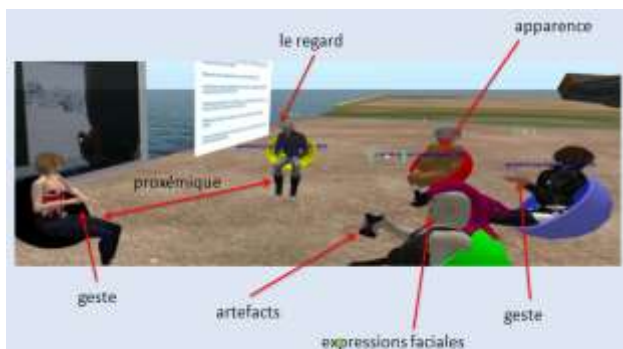 apparence
le regard
proxémique
geste
artefacts
geste
expressions faciales